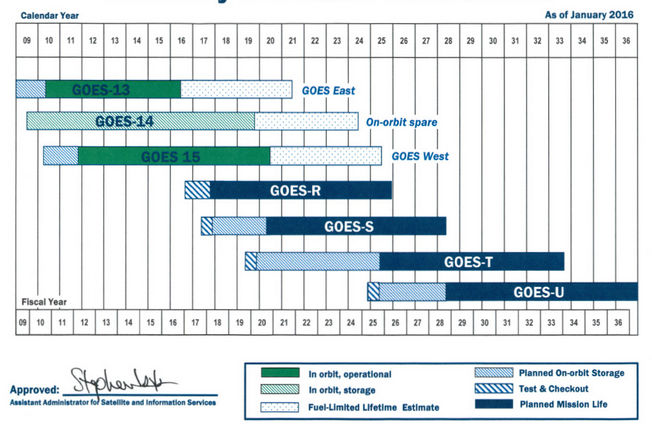 Calendar Year As of January 2016
09 10 11 12 13 14 15 16 17 18 19 20 21 22 23 24 25 26 27 28 29 30 31 32 33 34 35 36
GOES-13 GOES East
GOES-14 On-orbit spare
GOES 15 GOES West
GOES-R
GOES-S
GOES-T
GOES-U
Fiscal Year
09 10 11 12 13 14 15 16 17 18 19 20 21 22 23 24 25 26 27 28 29 30 31 32 33 34 35 36
Approved:
Assistant Administrator for Satellite and Information Services
In orbit, operational
In orbit, storage
Fuel-Limited Lifetime Estimate
Planned On-orbit Storage
Test & Checkout
Planned Mission Life